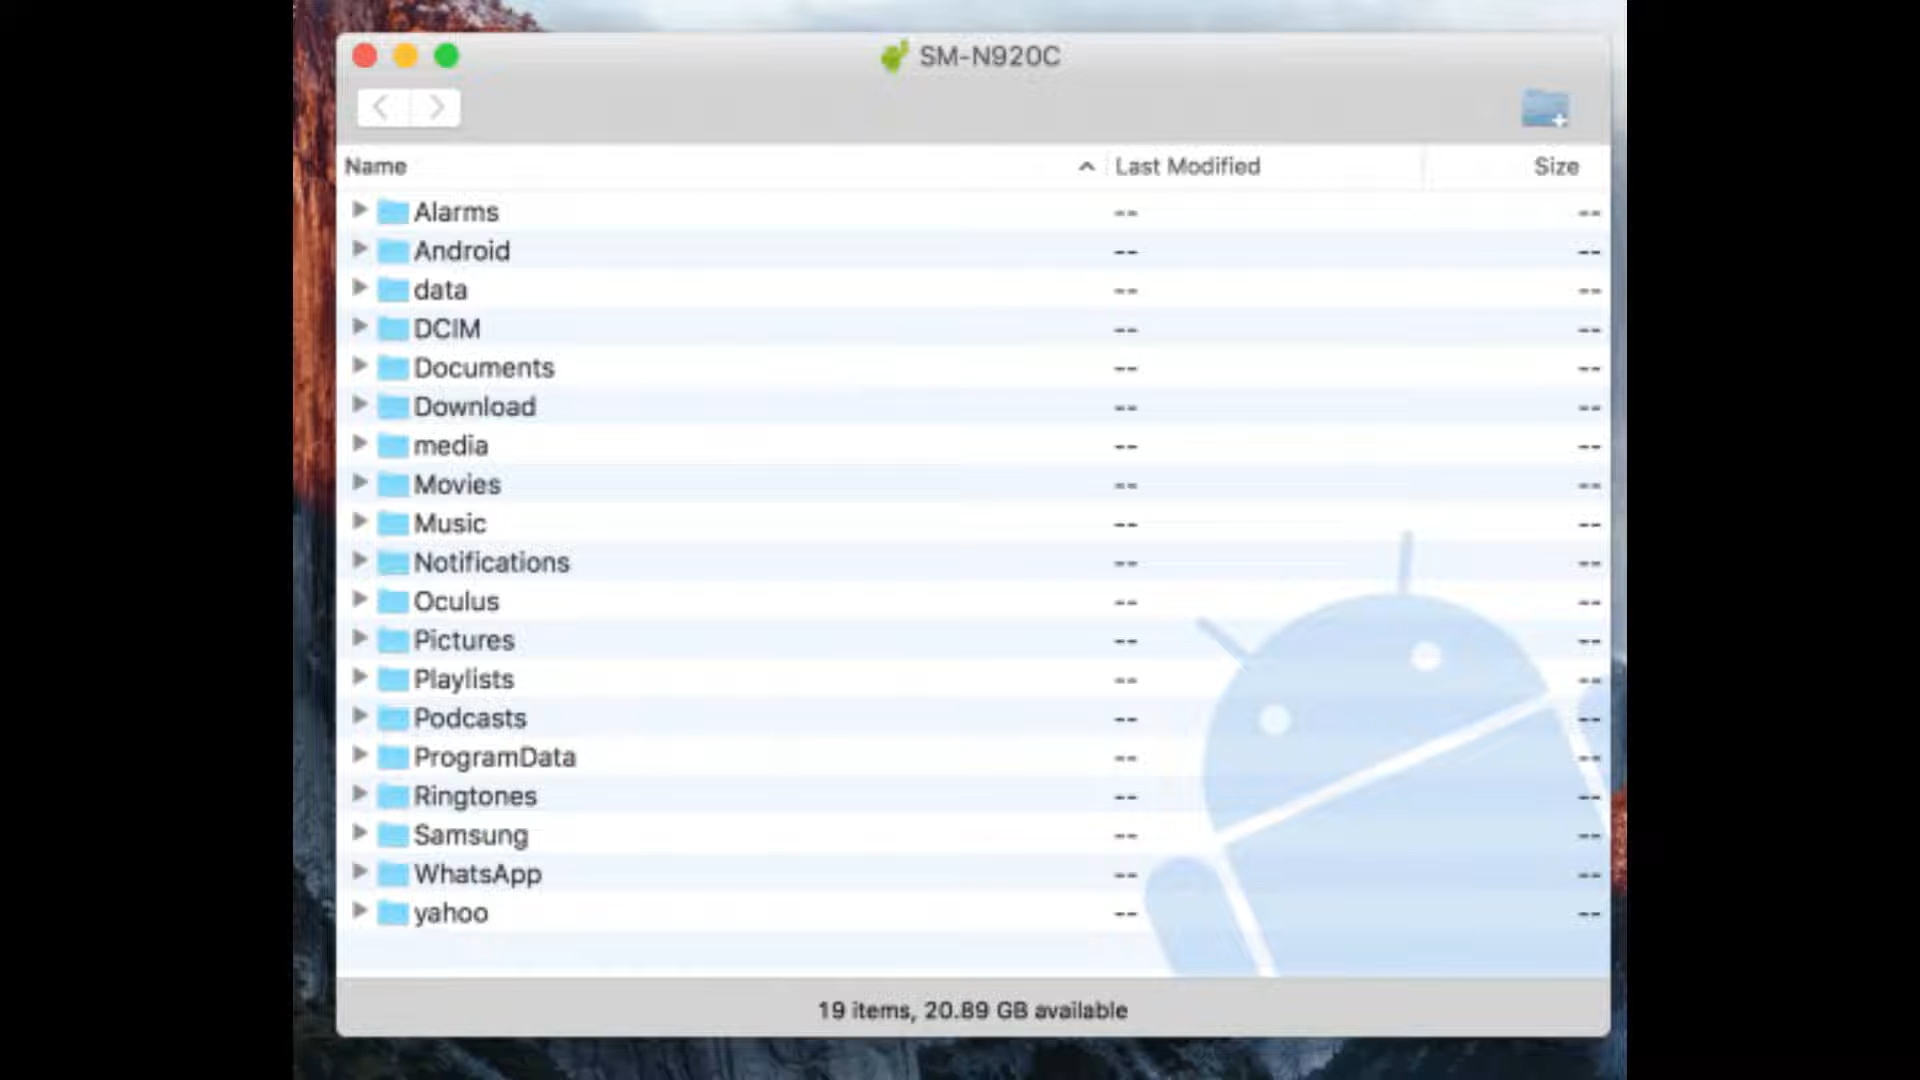 SM-N920C
Name Last Modified Size
Alarms -- --
Android -- --
data -- --
DCIM -- --
Documents -- --
Download -- --
media -- --
Movies -- --
Music -- --
Notifications -- --
Oculus -- --
Pictures -- --
Playlists -- --
Podcasts -- --
ProgramData -- --
Ringtones -- --
Samsung -- --
WhatsApp -- --
yahoo -- --
19 items, 20.89 GB available